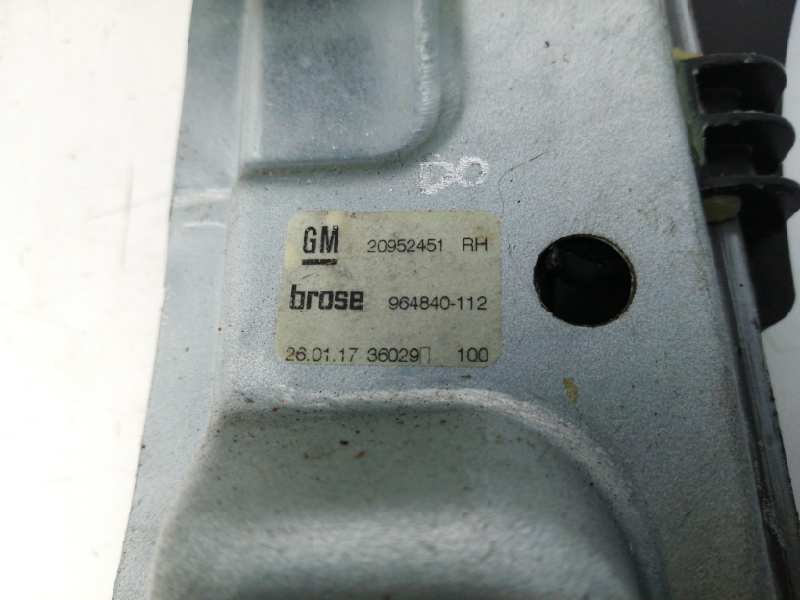 DO
GM 20952451 RH
brose 964840-112
26.01.17 36029 100